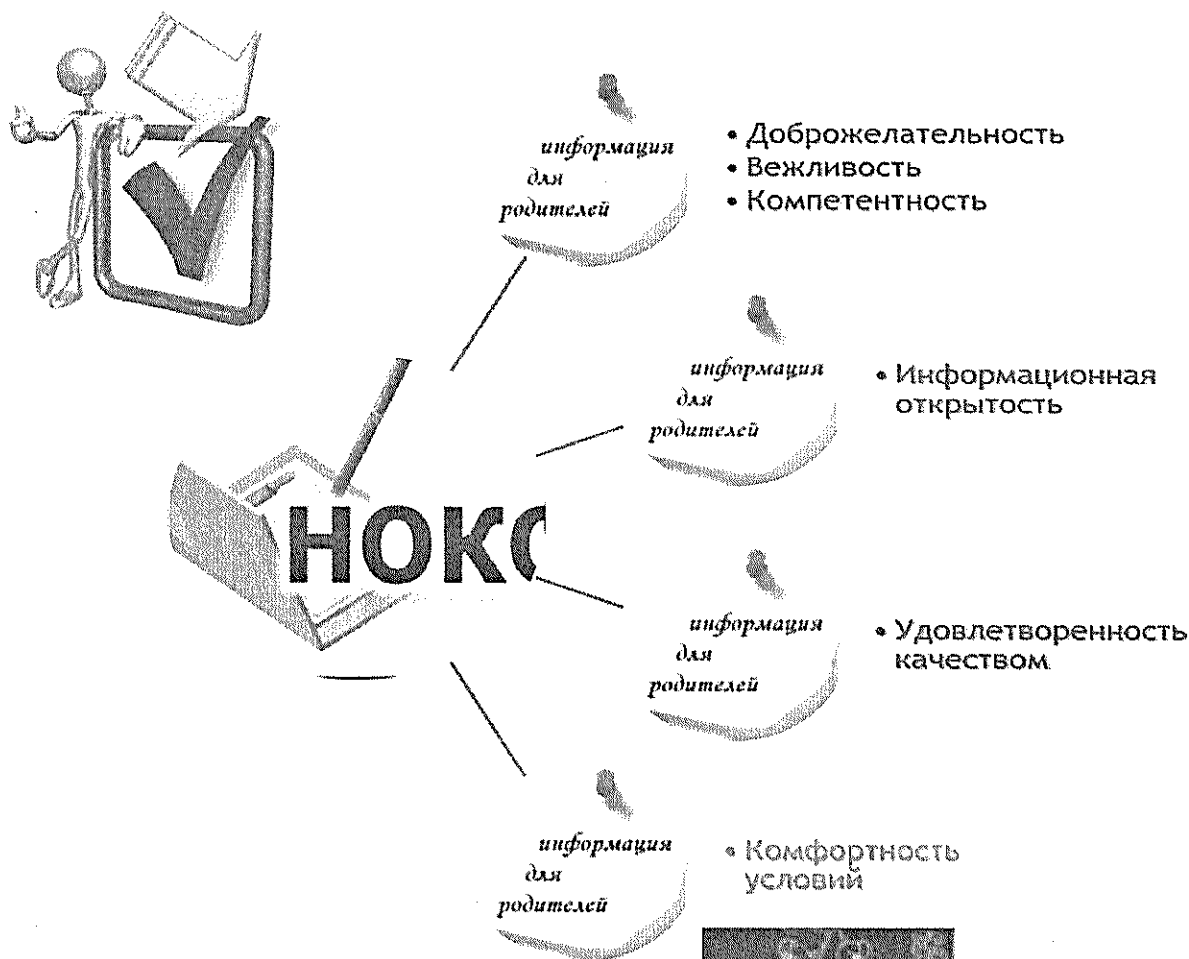 информация
для
родителей
• Доброжелательность
• Вежливость
• Компетентность
информация
для
родителей
• Информационная
открытость
НОКО
информация
для
родителей
• Удовлетворенность
качеством
информация
для
родителей
• Комфортность
условий